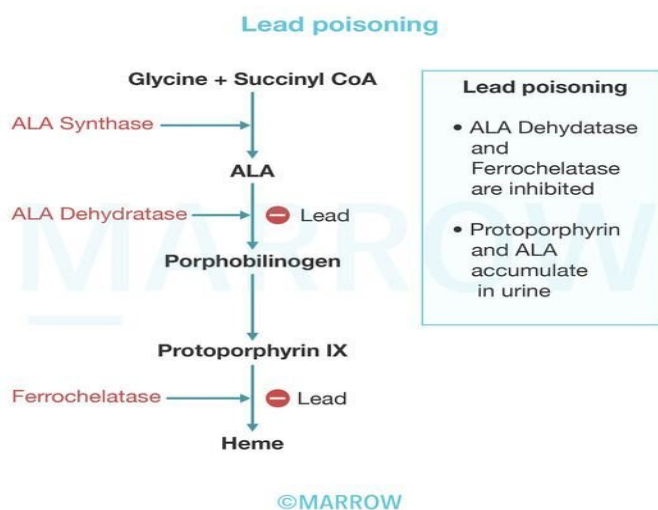 Lead poisoning
Glycine + Succinyl CoA
ALA Synthase
ALA
ALA Dehydratase
Lead
Porphobilinogen
Protoporphyrin IX
Ferrochelatase
Lead
Heme
Lead poisoning
• ALA Dehydatase
and
Ferrochelatase
are inhibited
• Protoporphyrin
and ALA
accumulate
in urine
MARROW
©MARROW